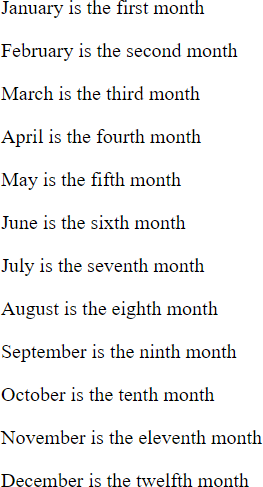 January is the first month
February is the second month
March is the third month
April is the fourth month
May is the fifth month
June is the sixth month
July is the seventh month
August is the eighth month
September is the ninth month
October is the tenth month
November is the eleventh month
December is the twelfth month